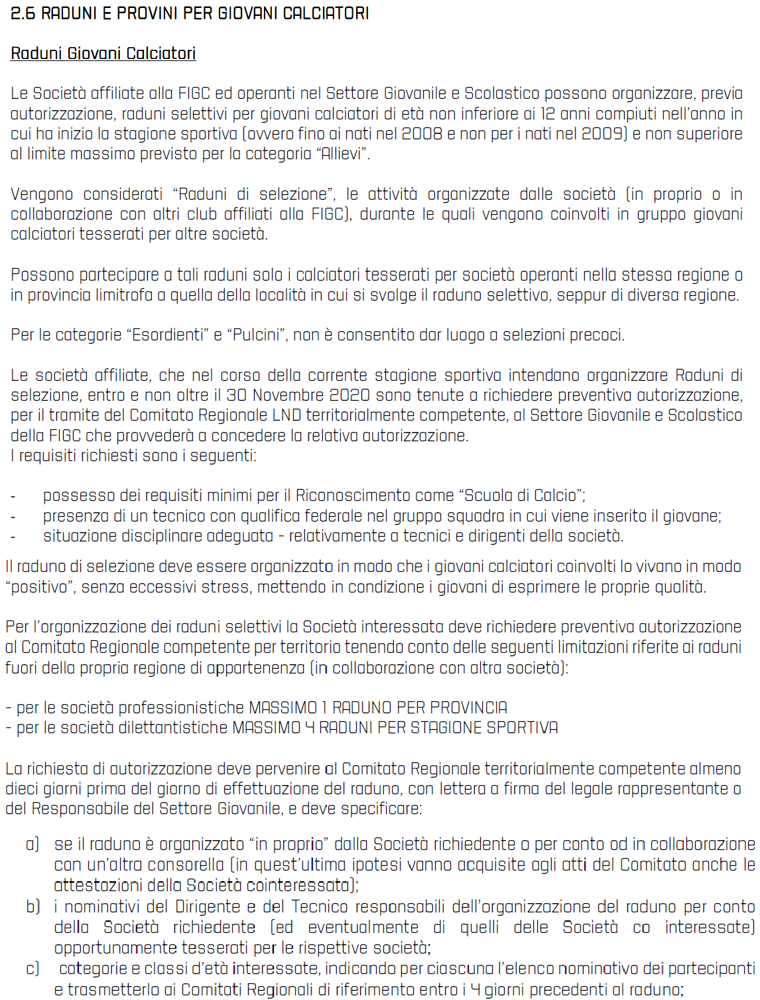 2.6 RADUNI E PROVINI PER GIOVANI CALCIATORI
Raduni Giovani Calciatori
Le Società affiliate alla FIGC ed operanti nel Settore Giovanile e Scolastico possono organizzare, previa
autorizzazione, raduni selettivi per giovani calciatori di età non inferiore ai 12 anni compiuti nell'anno in
cui ha inizio la stagione sportiva (ovvero fino ai nati nel 2008 e non per i nati nel 2009) e non superiore
al limite massimo previsto per la categoria “Allievi”.
Vengono considerati “Raduni di selezione”, le attività organizzate dalle società (in proprio o in
collaborazione con altri club affiliati alla FIGC), durante le quali vengono coinvolti in gruppo giovani
calciatori tesserati per altre società.
Possono partecipare a tali raduni solo i calciatori tesserati per società operanti nella stessa regione o
in provincia limitrofa a quella della località in cui si svolge il raduno selettivo, seppur di diversa regione.
Per le categorie “Esordienti” e “Pulcini”, non è consentito dar luogo a selezioni precoci.
Le società affiliate, che nel corso della corrente stagione sportiva intendano organizzare Raduni di
selezione, entro e non oltre il 30 Novembre 2020 sono tenute a richiedere preventiva autorizzazione,
per il tramite del Comitato Regionale LND territorialmente competente, al Settore Giovanile e Scolastico
della FIGC che provvederà a concedere la relativa autorizzazione.
I requisiti richiesti sono i seguenti:
- possesso dei requisiti minimi per il Riconoscimento come “Scuola di Calcio”;
- presenza di un tecnico con qualifica federale nel gruppo squadra in cui viene inserito il giovane;
- situazione disciplinare adeguata - relativamente a tecnici e dirigenti della società.
Il raduno di selezione deve essere organizzato in modo che i giovani calciatori coinvolti lo vivano in modo
“positivo”, senza eccessivi stress, mettendo in condizione i giovani di esprimere le proprie qualità.
Per l'organizzazione dei raduni selettivi la Società interessata deve richiedere preventiva autorizzazione
al Comitato Regionale competente per territorio tenendo conto delle seguenti limitazioni riferite ai raduni
fuori della propria regione di appartenenza (in collaborazione con altra società):
- per le società professionistiche MASSIMO 1 RADUNO PER PROVINCIA
- per le società dilettantistiche MASSIMO 4 RADUNI PER STAGIONE SPORTIVA
La richiesta di autorizzazione deve pervenire al Comitato Regionale territorialmente competente almeno
dieci giorni prima del giorno di effettuazione del raduno, con lettera a firma del legale rappresentante o
del Responsabile del Settore Giovanile, e deve specificare:
a) se il raduno è organizzato “in proprio” dalla Società richiedente o per conto od in collaborazione
con un'altra consorella (in quest'ultima ipotesi vanno acquisite agli atti del Comitato anche le
attestazioni della Società cointeressata);
b) i nominativi del Dirigente e del Tecnico responsabili dell'organizzazione del raduno per conto
della Società richiedente (ed eventualmente di quelli delle Società co interessate)
opportunamente tesserati per le rispettive società;
c) categorie e classi d'età interessate, indicando per ciascuna l'elenco nominativo dei partecipanti
e trasmetterlo ai Comitati Regionali di riferimento entro i 4 giorni precedenti al raduno;